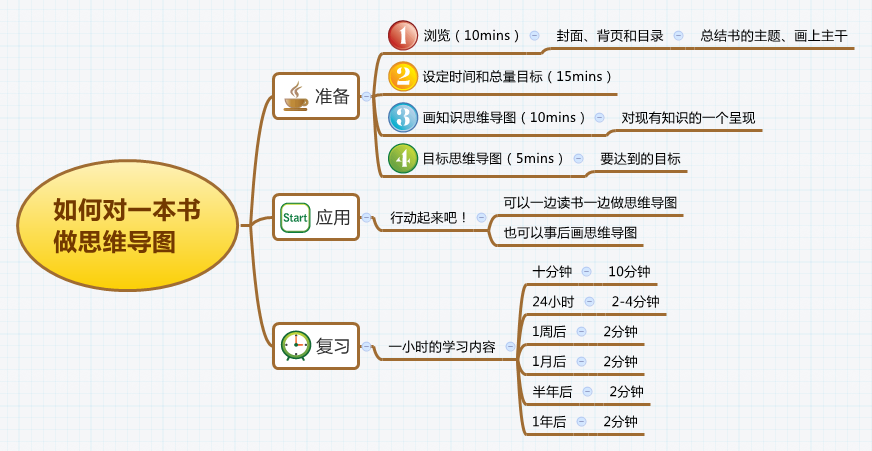 如何对一本书
做思维导图
准备
1 浏览（10mins） 封面、背页和目录 总结书的主题、画上主干
2 设定时间和总量目标（15mins）
3 画知识思维导图（10mins） 对现有知识的一个呈现
4 目标思维导图（5mins） 要达到的目标
Start 应用
行动起来吧！
可以一边读书一边做思维导图
也可以事后画思维导图
复习
一小时的学习内容
十分钟 10分钟
24小时 2-4分钟
1周后 2分钟
1月后 2分钟
半年后 2分钟
1年后 2分钟